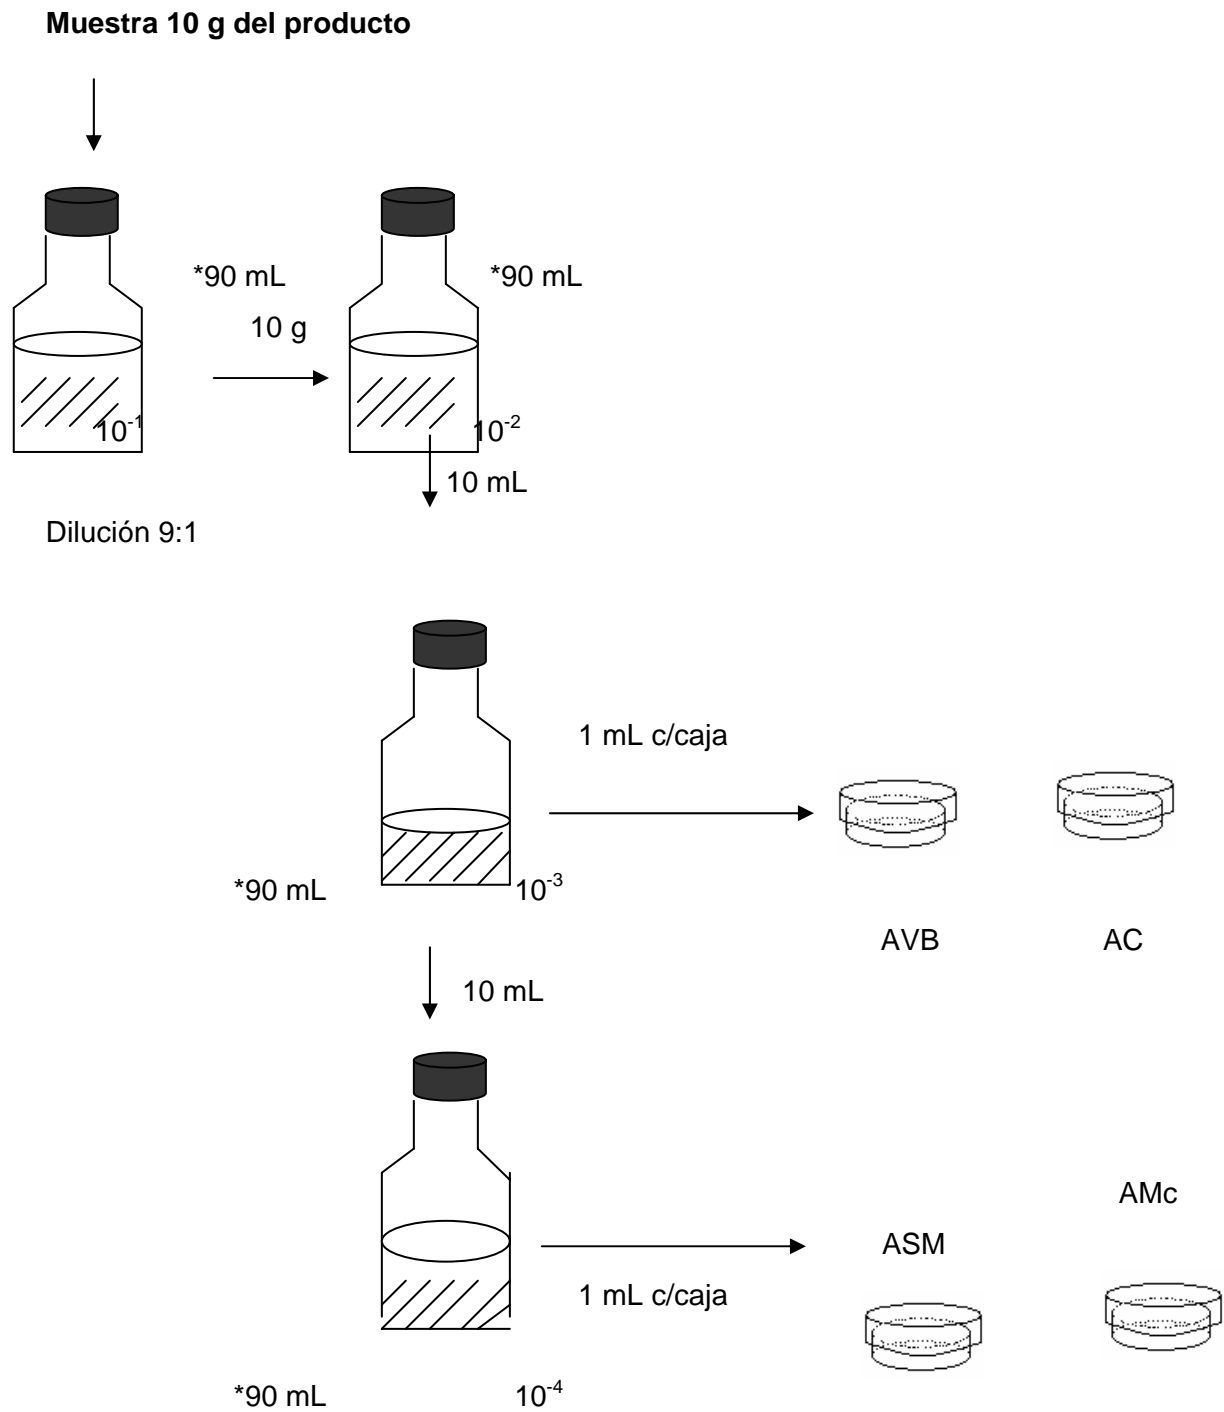 Muestra 10 g del producto
*90 mL
*90 mL
10 g
10⁻¹
10⁻²
10 mL
Dilución 9:1
1 mL c/caja
*90 mL
10⁻³
AVB
AC
10 mL
AMc
ASM
1 mL c/caja
*90 mL
10⁻⁴